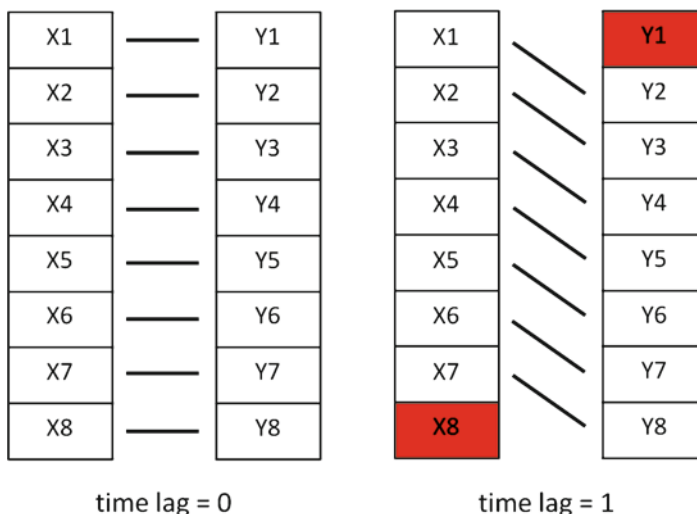 X1 Y1 X1 Y1
X2 Y2 X2 Y2
X3 Y3 X3 Y3
X4 Y4 X4 Y4
X5 Y5 X5 Y5
X6 Y6 X6 Y6
X7 Y7 X7 Y7
X8 Y8 X8 Y8
time lag = 0 time lag = 1